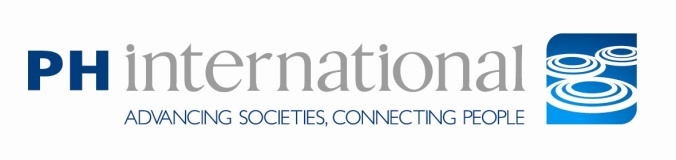 PH international
ADVANCING SOCIETIES, CONNECTING PEOPLE